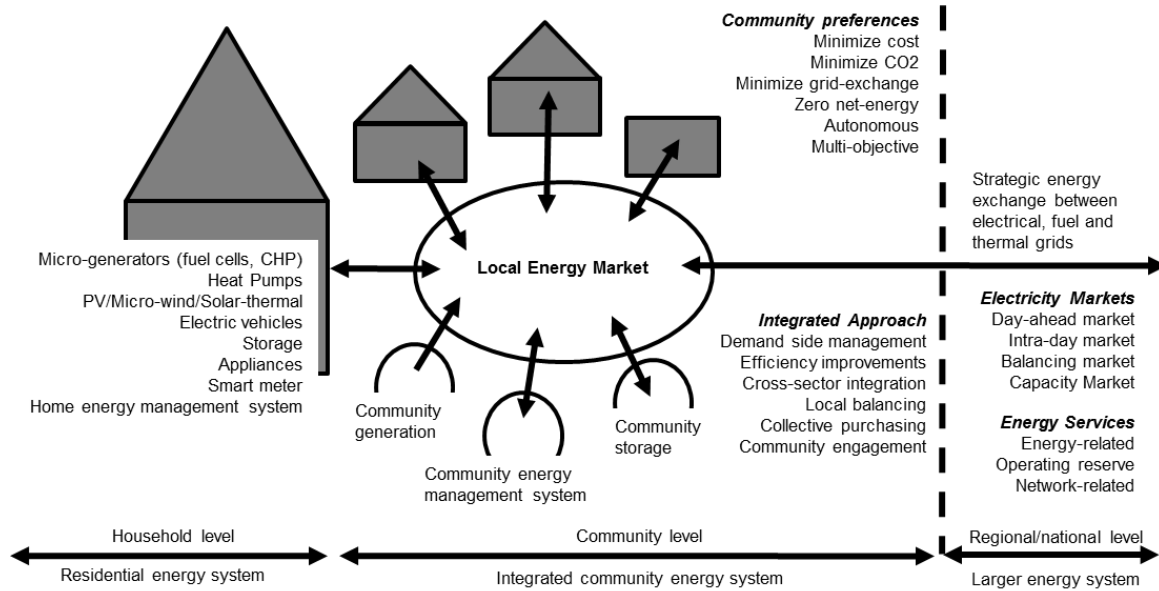 Community preferences
Minimize cost
Minimize CO2
Minimize grid-exchange
Zero net-energy
Autonomous
Multi-objective
Strategic energy
exchange between
electrical, fuel and
thermal grids
Micro-generators (fuel cells, CHP)
Heat Pumps
PV/Micro-wind/Solar-thermal
Electric vehicles
Storage
Appliances
Smart meter
Home energy management system
Local Energy Market
Community
generation
Community energy
management system
Community
storage
Integrated Approach
Demand side management
Efficiency improvements
Cross-sector integration
Local balancing
Collective purchasing
Community engagement
Electricity Markets
Day-ahead market
Intra-day market
Balancing market
Capacity Market
Energy Services
Energy-related
Operating reserve
Network-related
Household level
Residential energy system
Community level
Integrated community energy system
Regional/national level
Larger energy system